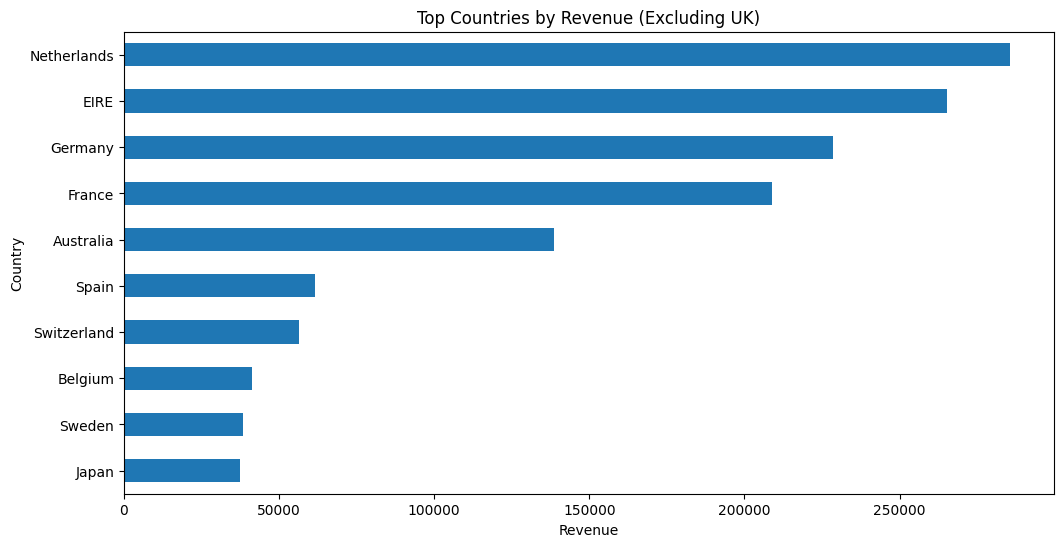 Top Countries by Revenue (Excluding UK)
Country
Netherlands
EIRE
Germany
France
Australia
Spain
Switzerland
Belgium
Sweden
Japan
0 50000 100000 150000 200000 250000
Revenue